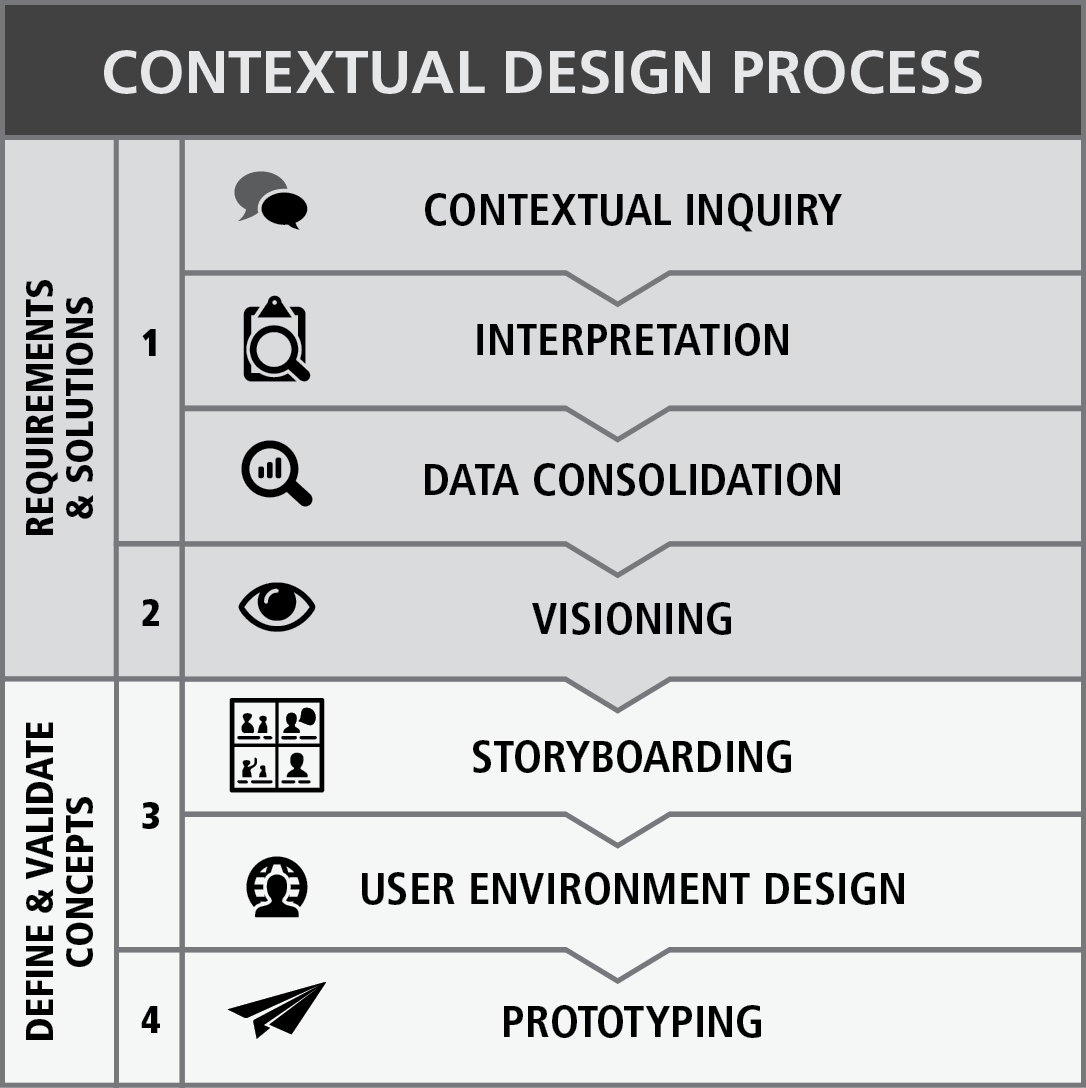 CONTEXTUAL DESIGN PROCESS
REQUIREMENTS
& SOLUTIONS
1
CONTEXTUAL INQUIRY
INTERPRETATION
DATA CONSOLIDATION
2
VISIONING
DEFINE & VALIDATE
CONCEPTS
3
STORYBOARDING
USER ENVIRONMENT DESIGN
4
PROTOTYPING